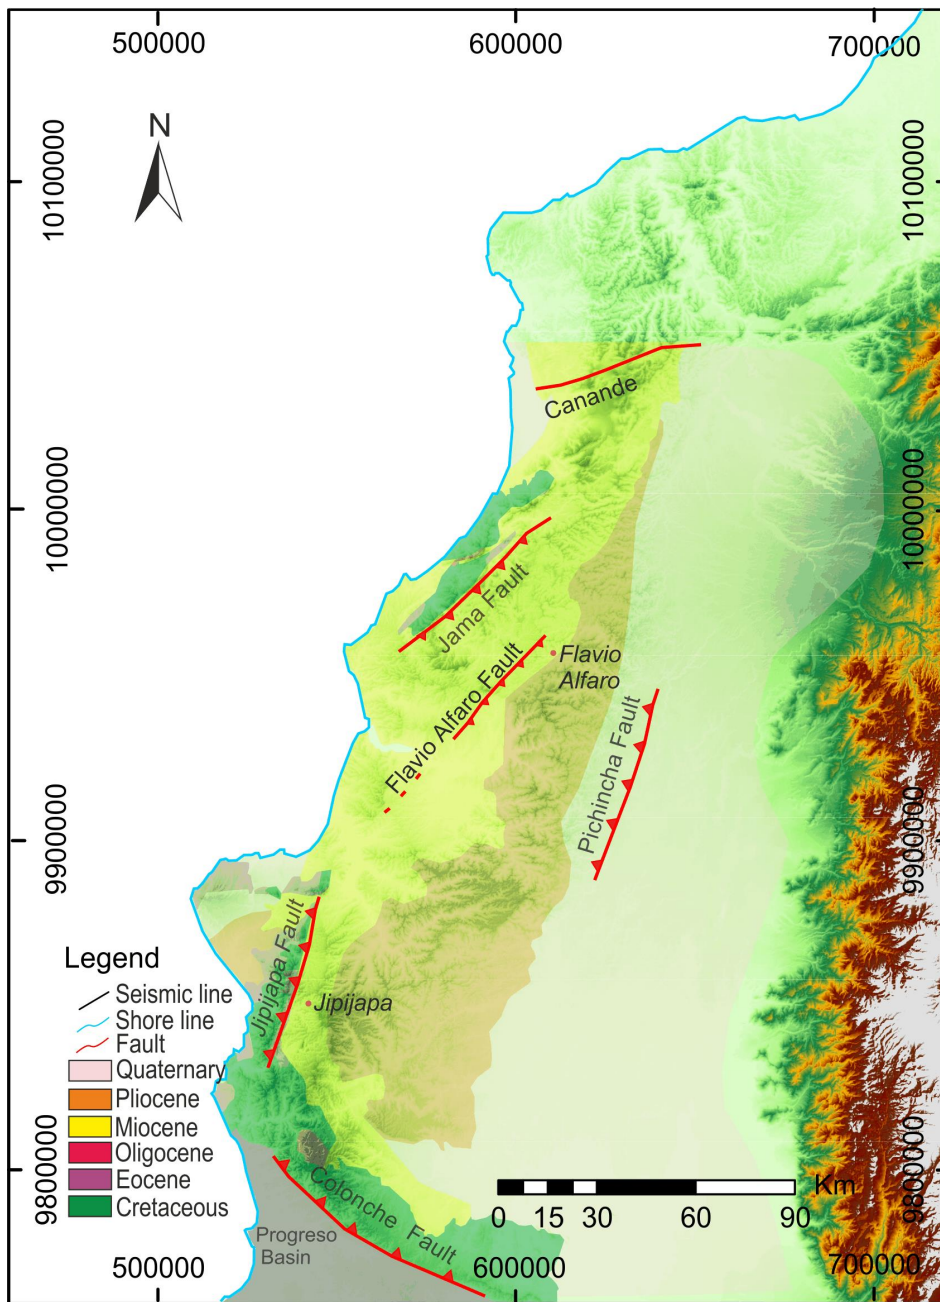 500000
600000
700000
N
10100000
10100000
Canande
10000000
10000000
Jama Fault
Flavio
Alfaro
Flavio Alfaro Fault
Pichincha Fault
9900000
9900000
Legend
Seismic line
Shore line
Fault
Quaternary
Pliocene
Miocene
Oligocene
Eocene
Cretaceous
Jipijapa Fault
Jipijapa
9800000
9800000
Colonche Fault
Km
0 15 30 60 90
Progreso
Basin
500000
600000
700000